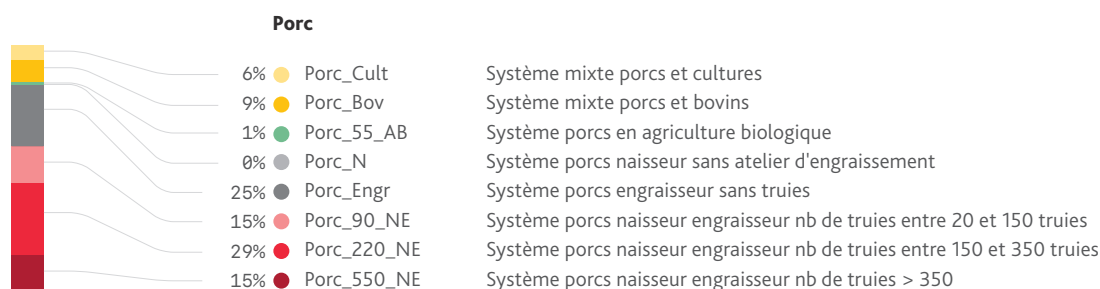 Porc
6% Porc_Cult Système mixte porcs et cultures
9% Porc_Bov Système mixte porcs et bovins
1% Porc_55_AB Système porcs en agriculture biologique
0% Porc_N Système porcs naisseur sans atelier d'engraissement
25% Porc_Engr Système porcs engraisseur sans truies
15% Porc_90_NE Système porcs naisseur engraisseur nb de truies entre 20 et 150 truies
29% Porc_220_NE Système porcs naisseur engraisseur nb de truies entre 150 et 350 truies
15% Porc_550_NE Système porcs naisseur engraisseur nb de truies > 350